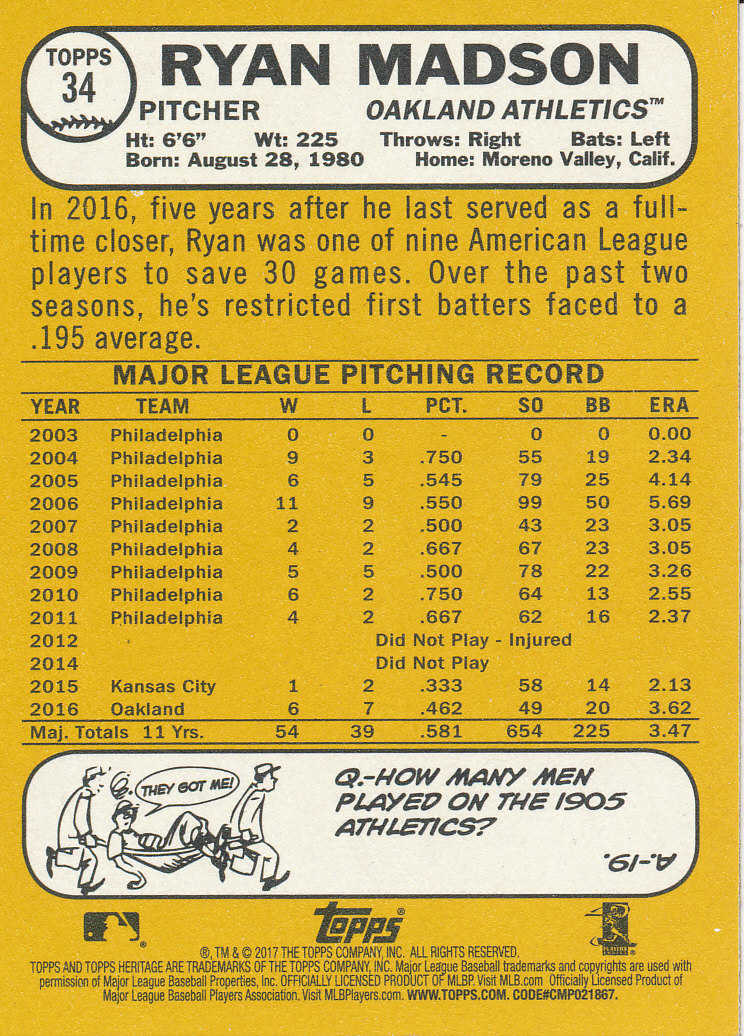 TOPPS
34
RYAN MADSON
PITCHER OAKLAND ATHLETICS™
Ht: 6'6" Wt: 225 Throws: Right Bats: Left
Born: August 28, 1980 Home: Moreno Valley, Calif.
In 2016, five years after he last served as a full-
time closer, Ryan was one of nine American League
players to save 30 games. Over the past two
seasons, he's restricted first batters faced to a
.195 average.
MAJOR LEAGUE PITCHING RECORD
YEAR TEAM W L PCT. SO BB ERA
2003 Philadelphia 0 0 - 0 0 0.00
2004 Philadelphia 9 3 .750 55 19 2.34
2005 Philadelphia 6 5 .545 79 25 4.14
2006 Philadelphia 11 9 .550 99 50 5.69
2007 Philadelphia 2 2 .500 43 23 3.05
2008 Philadelphia 4 2 .667 67 23 3.05
2009 Philadelphia 5 5 .500 78 22 3.26
2010 Philadelphia 6 2 .750 64 13 2.55
2011 Philadelphia 4 2 .667 62 16 2.37
2012 Did Not Play - Injured
2014 Did Not Play
2015 Kansas City 1 2 .333 58 14 2.13
2016 Oakland 6 7 .462 49 20 3.62
Maj. Totals 11 Yrs. 54 39 .581 654 225 3.47
THEY GOT ME!
Q.-HOW MANY MEN
PLAYED ON THE 1905
ATHLETICS?
A.-19.
topps®
®, TM & © 2017 THE TOPPS COMPANY, INC. ALL RIGHTS RESERVED.
TOPPS AND TOPPS HERITAGE ARE TRADEMARKS OF THE TOPPS COMPANY, INC. Major League Baseball trademarks and copyrights are used with
permission of Major League Baseball Properties, Inc. OFFICIALLY LICENSED PRODUCT OF MLBP. Visit MLB.com Officially Licensed Product of
Major League Baseball Players Association. Visit MLBPlayers.com. WWW.TOPPS.COM. CODE#CMP021867.